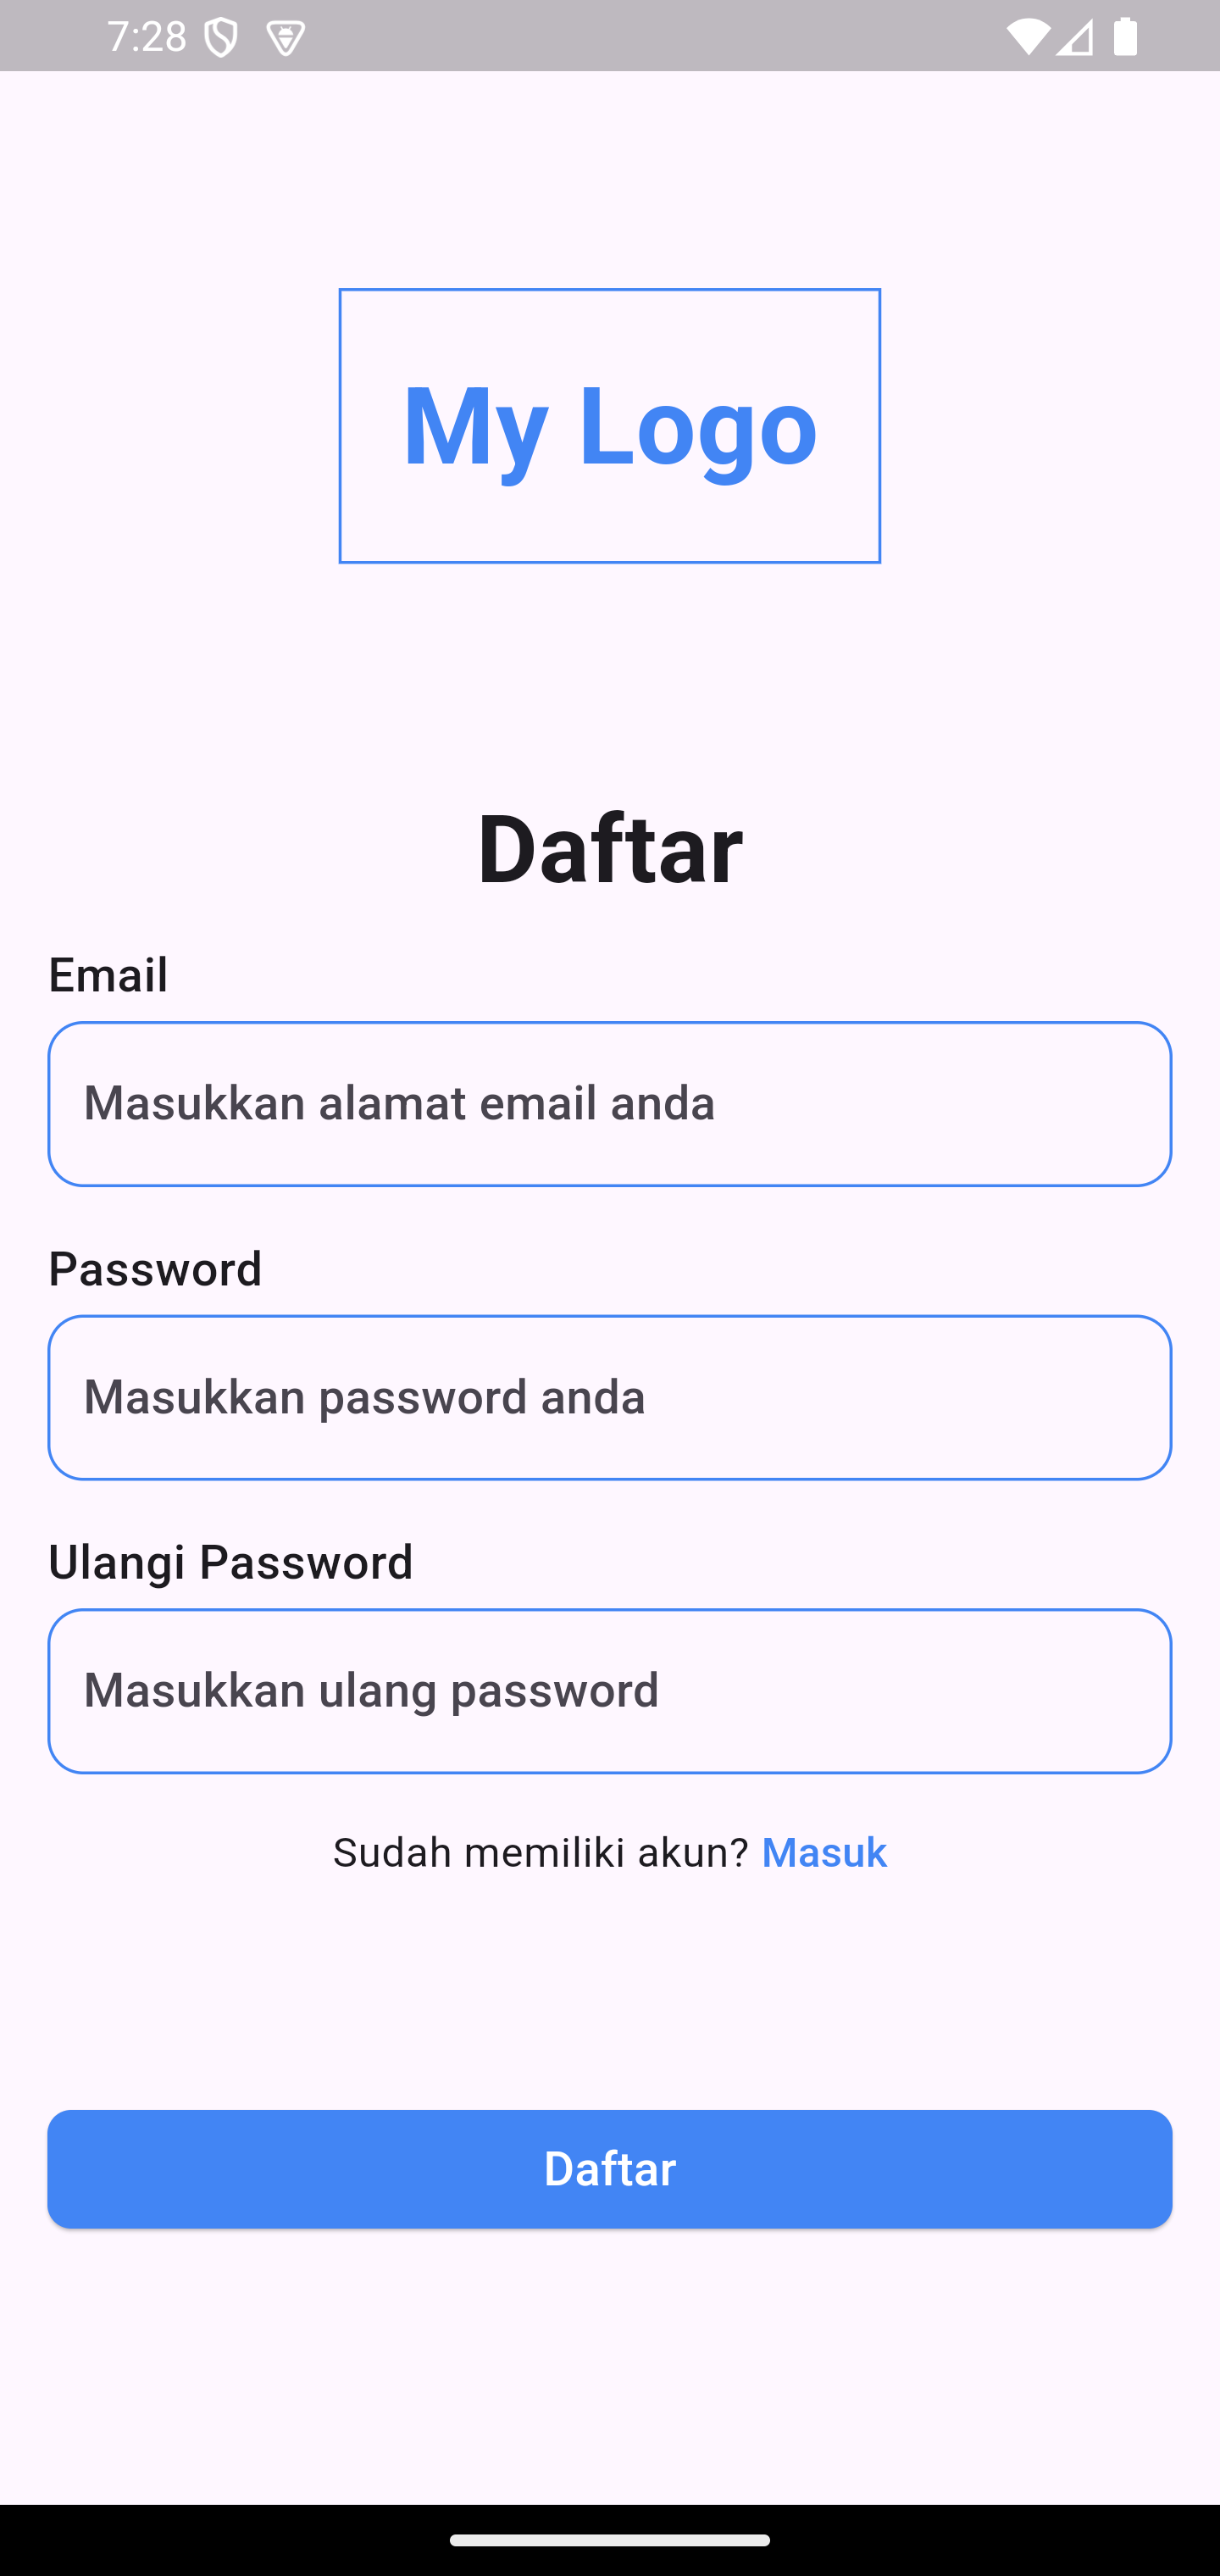 7:28
My Logo
Daftar
Email
Masukkan alamat email anda
Password
Masukkan password anda
Ulangi Password
Masukkan ulang password
Sudah memiliki akun? Masuk
Daftar